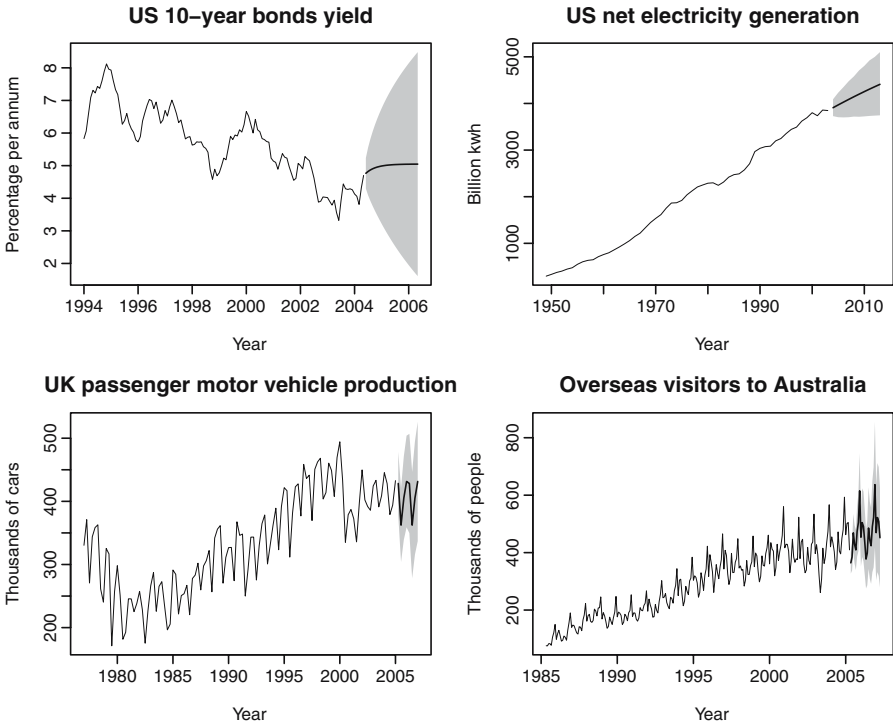 US 10−year bonds yield
Percentage per annum
8
7
6
5
4
3
2
1994 1996 1998 2000 2002 2004 2006
Year
US net electricity generation
Billion kwh
5000
3000
1000
1950 1970 1990 2010
Year
UK passenger motor vehicle production
Thousands of cars
500
400
300
200
1980 1985 1990 1995 2000 2005
Year
Overseas visitors to Australia
Thousands of people
800
600
400
200
1985 1990 1995 2000 2005
Year